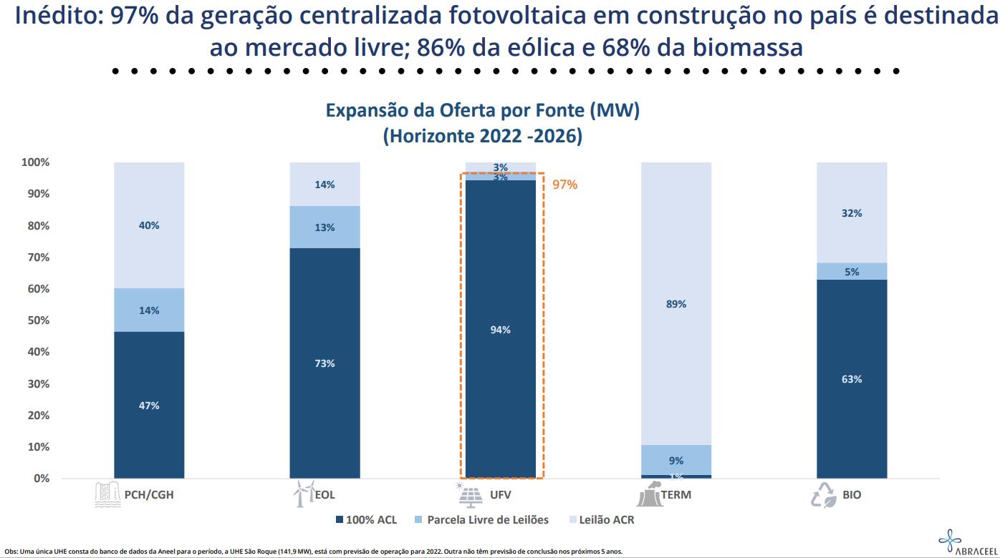 Inédito: 97% da geração centralizada fotovoltaica em construção no país é destinada
ao mercado livre; 86% da eólica e 68% da biomassa
Expansão da Oferta por Fonte (MW)
(Horizonte 2022 -2026)
100%
90%
80%
70%
60%
50%
40%
30%
20%
10%
0%
40%
14%
47%
14%
13%
73%
3%
3%
94%
97%
89%
9%
1%
32%
5%
63%
PCH/CGH
EOL
UFV
TERM
BIO
100% ACL
Parcela Livre de Leilões
Leilão ACR
Obs: Uma única UHE consta do banco de dados da Aneel para o período, a UHE São Roque (141,9 MW), está com previsão de operação para 2022. Outra não têm previsão de conclusão nos próximos 5 anos.
ABRACEEL